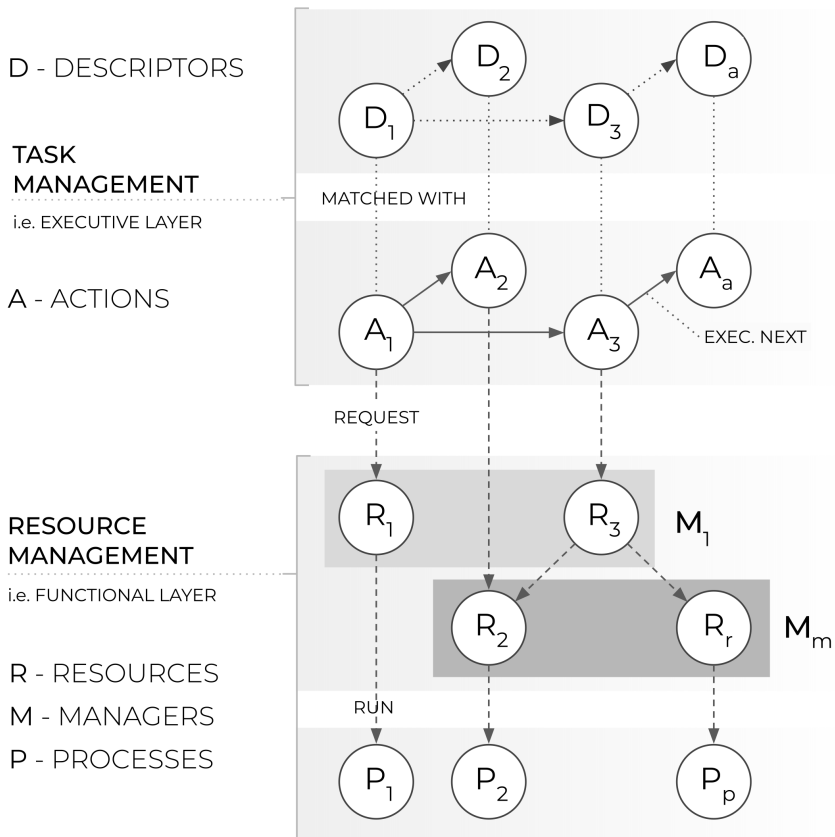 D - DESCRIPTORS
D2
Da
D1
D3
TASK
MANAGEMENT
MATCHED WITH
i.e. EXECUTIVE LAYER
A2
Aa
A - ACTIONS
A1
A3
EXEC. NEXT
REQUEST
R1
R3
M1
RESOURCE
MANAGEMENT
i.e. FUNCTIONAL LAYER
R2
Rr
Mm
R - RESOURCES
M - MANAGERS
RUN
P - PROCESSES
P1
P2
Pp